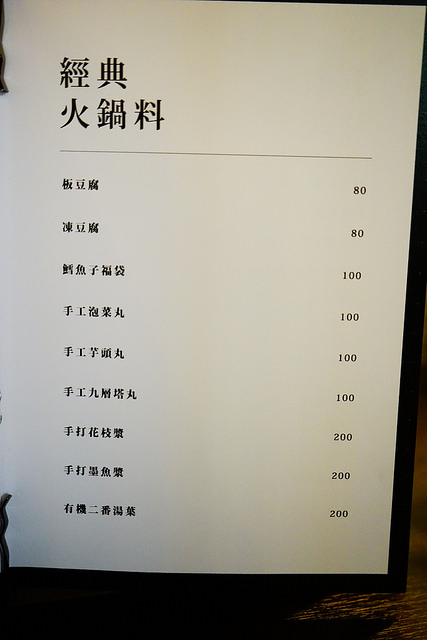 經典
火鍋料
板豆腐 80
凍豆腐 80
鱈魚子福袋 100
手工泡菜丸 100
手工芋頭丸 100
手工九層塔丸 100
手打花枝漿 200
手打墨魚漿 200
有機二番湯葉 200